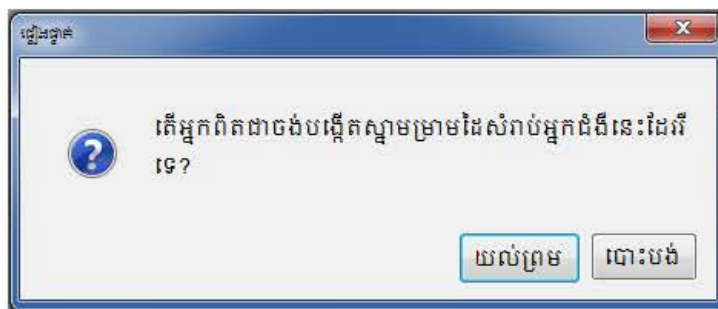 ផ្ទៀងផ្ទាត់
តើអ្នកពិតជាចង់បង្កើតស្នាមម្រាមដៃសំរាប់អ្នកជំងឺនេះដែររឺ
ទេ?
យល់ព្រម
បោះបង់